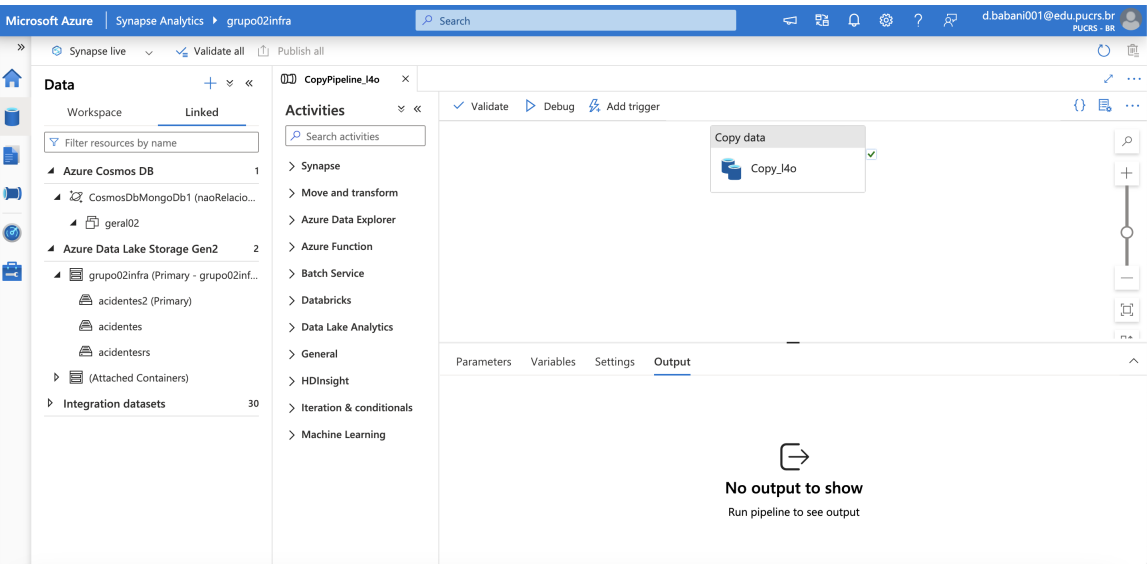 Microsoft Azure | Synapse Analytics ▸ grupo02infra
Search
d.babani001@edu.pucrs.br
PUCRS - BR
Synapse live
Validate all
Publish all
Data
Workspace
Linked
Filter resources by name
Azure Cosmos DB 1
CosmosDbMongoDb1 (naoRelacio...
geral02
Azure Data Lake Storage Gen2 2
grupo02infra (Primary - grupo02inf...
acidentes2 (Primary)
acidentes
acidentesrs
(Attached Containers)
Integration datasets 30
CopyPipeline_l4o
Activities
Search activities
Synapse
Move and transform
Azure Data Explorer
Azure Function
Batch Service
Databricks
Data Lake Analytics
General
HDInsight
Iteration & conditionals
Machine Learning
Validate
Debug
Add trigger
Copy data
Copy_l4o
Parameters
Variables
Settings
Output
No output to show
Run pipeline to see output